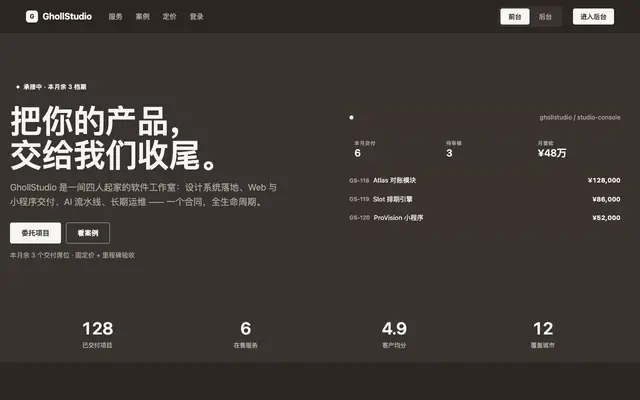 G GhollStudio 服务 案例 定价 登录 前台 后台 进入后台
承接中 · 本月余 3 档期
把你的产品，
交给我们收尾。
GhollStudio 是一间四人起家的软件工作室：设计系统落地、Web 与
小程序交付、AI 流水线、长期运维 —— 一个合同，全生命周期。
委托项目 看案例
本月余 3 个交付席位 · 固定价 + 里程碑验收
ghollstudio / studio-console
本月交付 待审稿 月营收
6 3 ¥48万
GS-118 Atlas 对账模块 ¥128,000
GS-119 Slot 排期引擎 ¥86,000
GS-120 ProVision 小程序 ¥52,000
128 6 4.9 12
已交付项目 在售服务 客户均分 覆盖城市